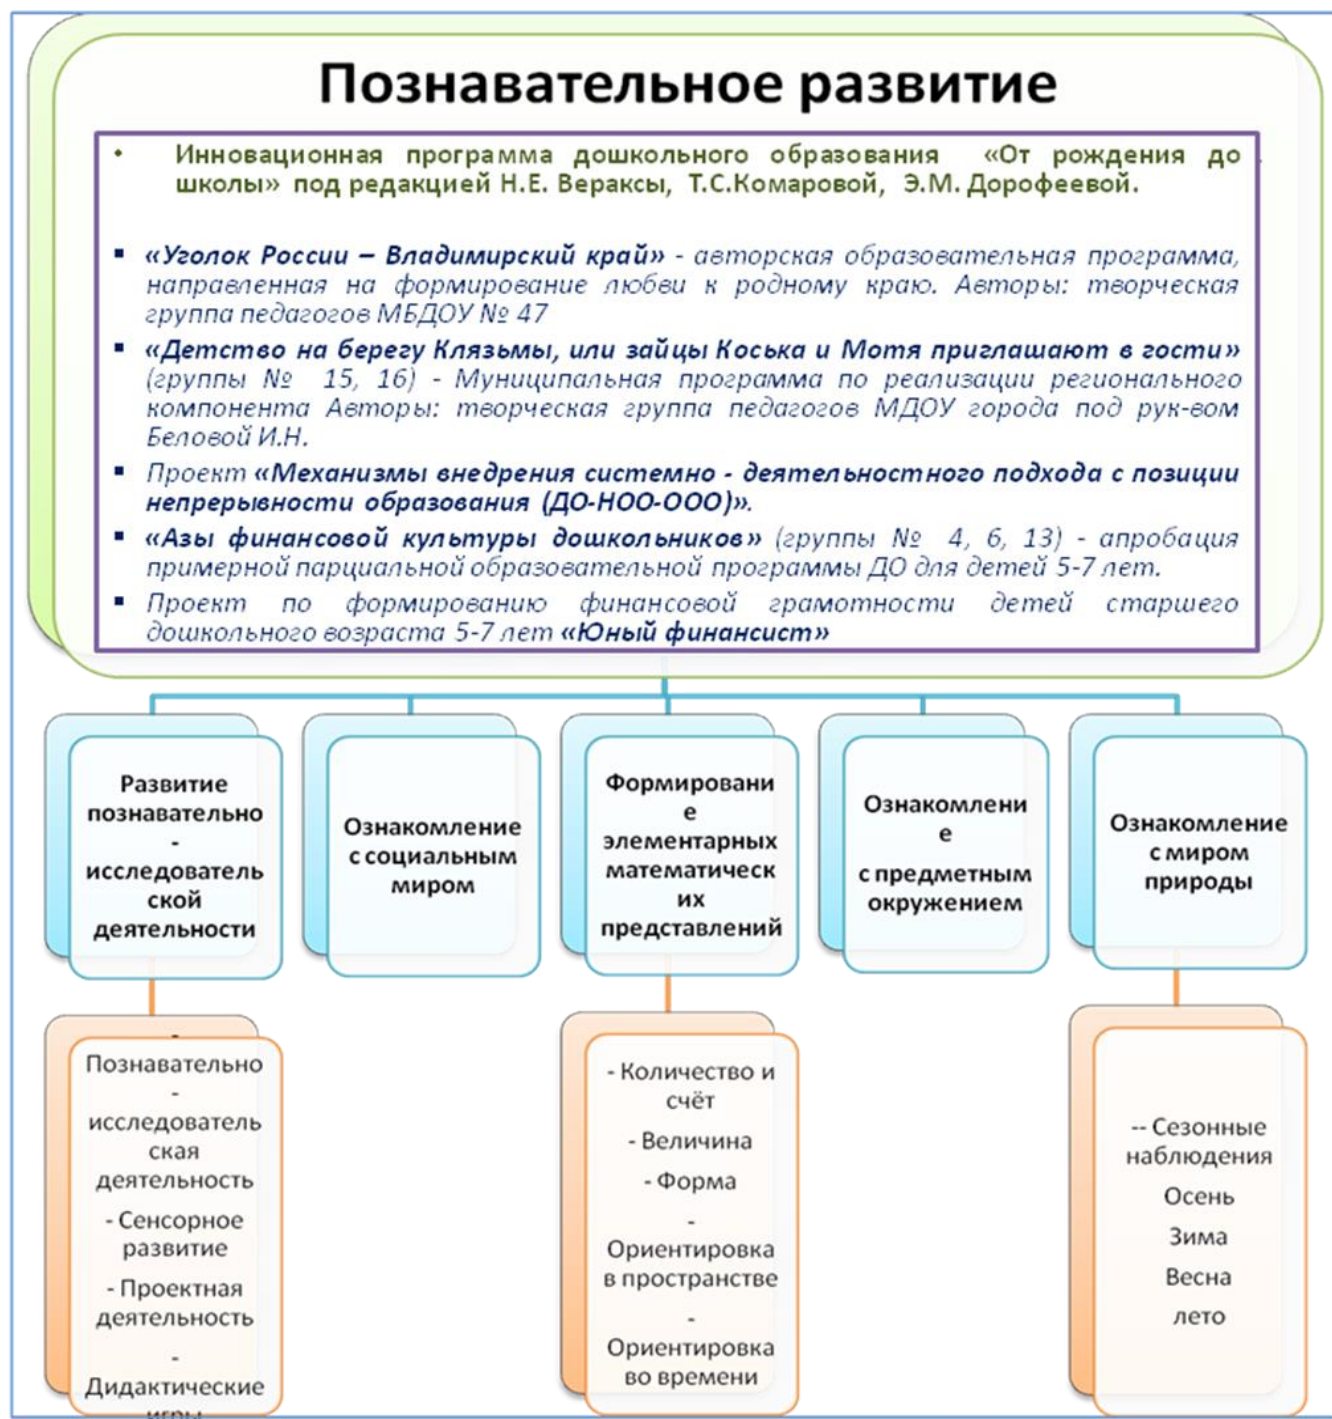 Познавательное развитие
• Инновационная программа дошкольного образования «От рождения до
школы» под редакцией Н.Е. Вераксы, Т.С.Комаровой, Э.М. Дорофеевой.
▪ «Уголок России – Владимирский край» - авторская образовательная программа,
направленная на формирование любви к родному краю. Авторы: творческая
группа педагогов МБДОУ № 47
▪ «Детство на берегу Клязьмы, или зайцы Коська и Мотя приглашают в гости»
(группы № 15, 16) - Муниципальная программа по реализации регионального
компонента Авторы: творческая группа педагогов МДОУ города под рук-вом
Беловой И.Н.
▪ Проект «Механизмы внедрения системно - деятельностного подхода с позиции
непрерывности образования (ДО-НОО-ООО)».
▪ «Азы финансовой культуры дошкольников» (группы № 4, 6, 13) - апробация
примерной парциальной образовательной программы ДО для детей 5-7 лет.
▪ Проект по формированию финансовой грамотности детей старшего
дошкольного возраста 5-7 лет «Юный финансист»
Развитие
познавательно
-
исследователь
ской
деятельности
Ознакомление
с социальным
миром
Формировани
е
элементарных
математическ
их
представлений
Ознакомлени
е
с предметным
окружением
Ознакомление
с миром
природы
-
Познавательно
-
исследователь
ская
деятельность
- Сенсорное
развитие
- Проектная
деятельность
-
Дидактические
игры
- Количество и
счёт
- Величина
- Форма
-
Ориентировка
в пространстве
-
Ориентировка
во времени
-- Сезонные
наблюдения
Осень
Зима
Весна
лето